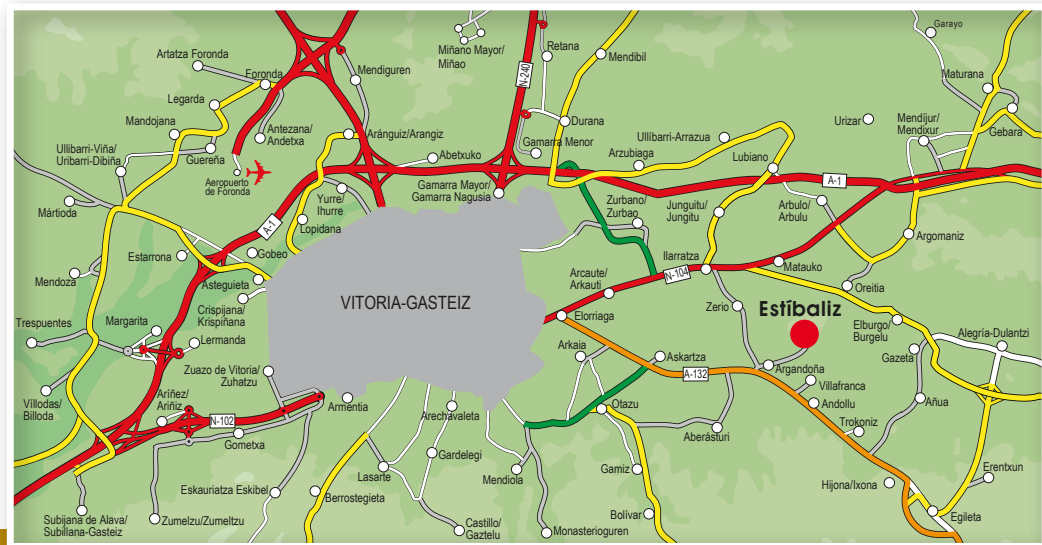 Garayo
Miñano Mayor/
Miñao
Retana
Mendibil
Artatza Foronda
Foronda
Mendiguren
N-240
Maturana
Legarda
Mandojana
Antezana/
Andetxa
Aránguiz/Arangiz
Durana
Gamarra Menor
Ullibarri-Arrazua
Urizar
Mendijur/
Mendixur
Gebara
Ullibarri-Viña/
Uribarri-Dibiña
Guereña
Aeropuerto
de Foronda
Abetxuko
Arzubiaga
Lubiano
A-1
Mártioda
Yurre/
Ihurre
Gamarra Mayor/
Gamarra Nagusia
Zurbano/
Zurbao
Junguitu/
Jungitu
Arbulo/
Arbulu
A-1
Lopidana
Argomaniz
Estarrona
Gobeo
Mendoza
Astegieta
Crispijana/
Krispiñana
VITORIA-GASTEIZ
Arcaute/
Arkauti
N-104
Ilarratza
Matauko
Oreitia
Zerio
Estíbaliz
Trespuentes
Margarita
Lermanda
Elorriaga
Elburgo/
Burgelu
Alegría-Dulantzi
Zuazo de Vitoria/
Zuhatzu
Arkaia
Askartza
A-132
Argandoña
Gazeta
Villodas/
Billoda
Ariñez/
Ariñiz
N-102
Armentia
Arechavaleta
Otazu
Villafranca
Andollu
Añua
Gometxa
Aberásturi
Trokoniz
Eskauriatza Eskibel
Lasarte
Gardelegi
Mendiola
Gamiz
Hijona/Ixona
Erentxun
Subijana de Alava/
Subillana-Gasteiz
Zumelzu/Zumeltzu
Berrostegieta
Castillo/
Gaztelu
Monasterioguren
Bolívar
Egileta